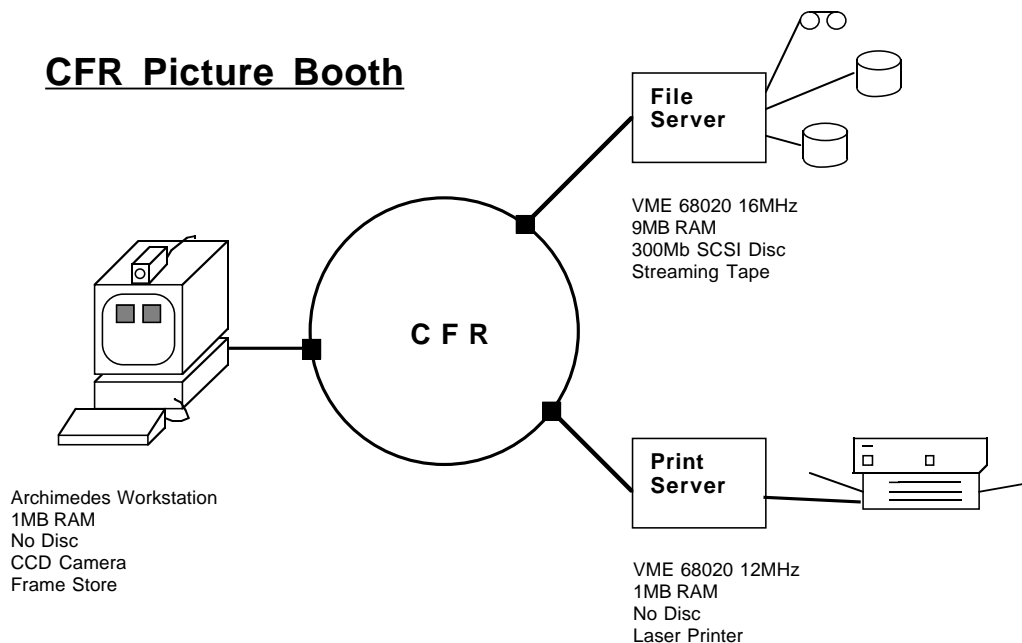 CFR Picture Booth
File
Server
VME 68020 16MHz
9MB RAM
300Mb SCSI Disc
Streaming Tape
C F R
Archimedes Workstation
1MB RAM
No Disc
CCD Camera
Frame Store
Print
Server
VME 68020 12MHz
1MB RAM
No Disc
Laser Printer